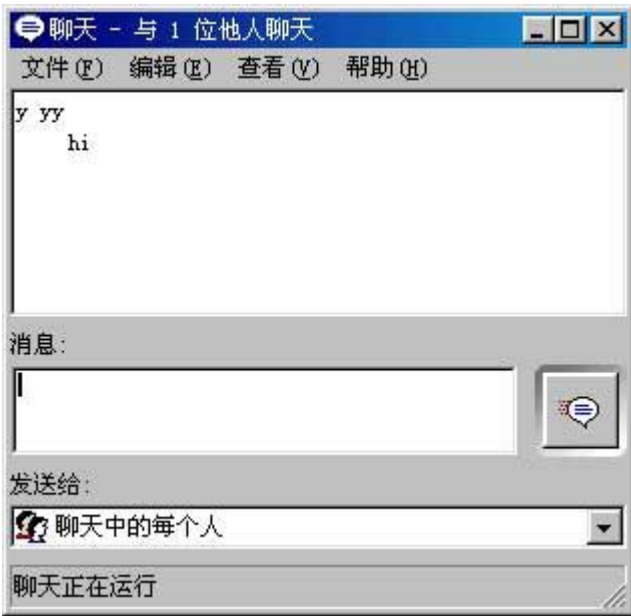 聊天 - 与 1 位他人聊天
文件(F) 编辑(E) 查看(V) 帮助(H)
y yy
hi
消息:
发送给:
聊天中的每个人
聊天正在运行